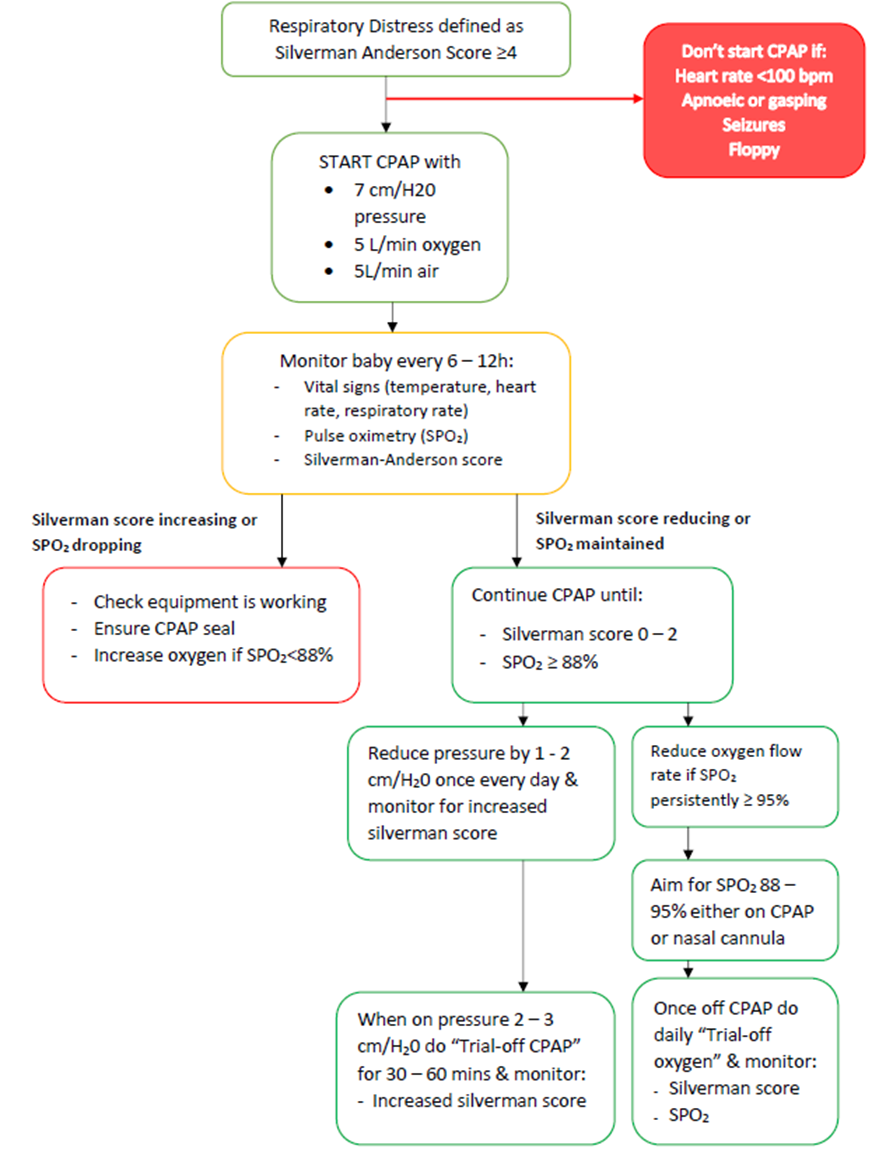 Respiratory Distress defined as
Silverman Anderson Score ≥4
Don't start CPAP if:
Heart rate <100 bpm
Apnoeic or gasping
Seizures
Floppy
START CPAP with
• 7 cm/H20
pressure
• 5 L/min oxygen
• 5L/min air
Monitor baby every 6 – 12h:
- Vital signs (temperature, heart
rate, respiratory rate)
- Pulse oximetry (SPO₂)
- Silverman-Anderson score
Silverman score increasing or
SPO₂ dropping
Silverman score reducing or
SPO₂ maintained
- Check equipment is working
- Ensure CPAP seal
- Increase oxygen if SPO₂<88%
Continue CPAP until:
- Silverman score 0 – 2
- SPO₂ ≥ 88%
Reduce pressure by 1 - 2
cm/H₂0 once every day &
monitor for increased
silverman score
Reduce oxygen flow
rate if SPO₂
persistently ≥ 95%
Aim for SPO₂ 88 –
95% either on CPAP
or nasal cannula
When on pressure 2 – 3
cm/H₂0 do “Trial-off CPAP”
for 30 – 60 mins & monitor:
- Increased silverman score
Once off CPAP do
daily “Trial-off
oxygen” & monitor:
- Silverman score
- SPO₂